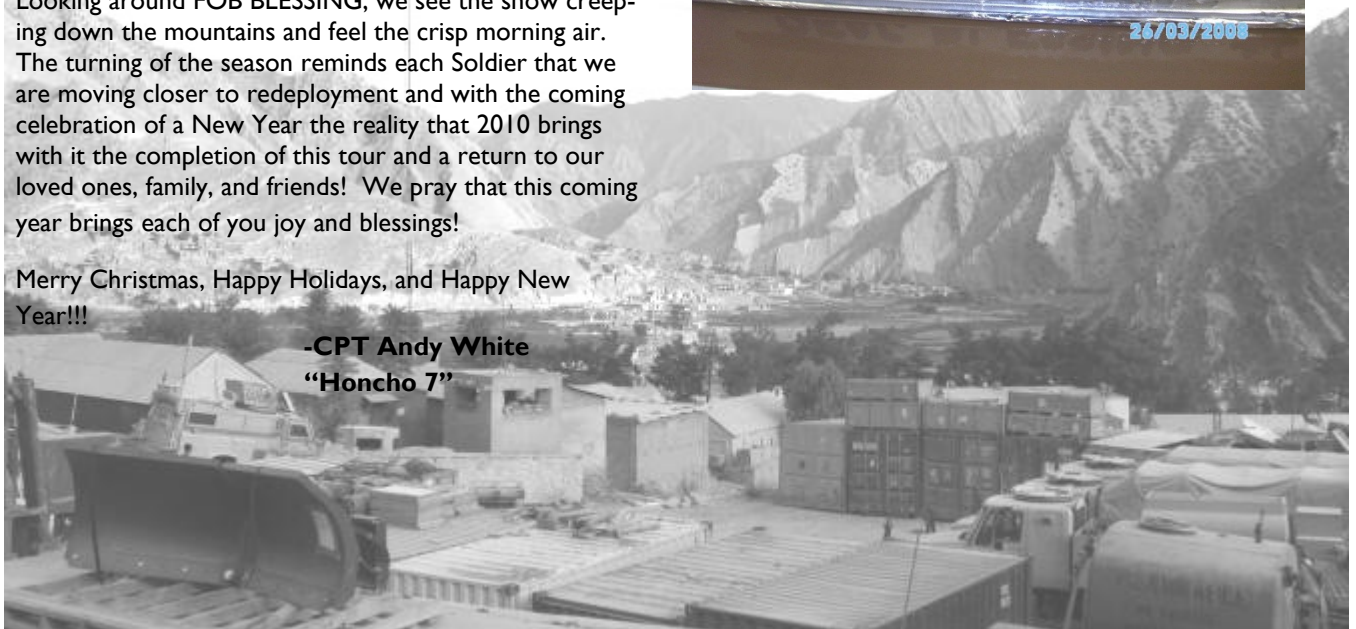 Looking around FOB BLESSING, we see the snow creep-
ing down the mountains and feel the crisp morning air.
The turning of the season reminds each Soldier that we
are moving closer to redeployment and with the coming
celebration of a New Year the reality that 2010 brings
with it the completion of this tour and a return to our
loved ones, family, and friends!  We pray that this coming
year brings each of you joy and blessings!
Merry Christmas, Happy Holidays, and Happy New
Year!!!
-CPT Andy White
“Honcho 7”
26/03/2008